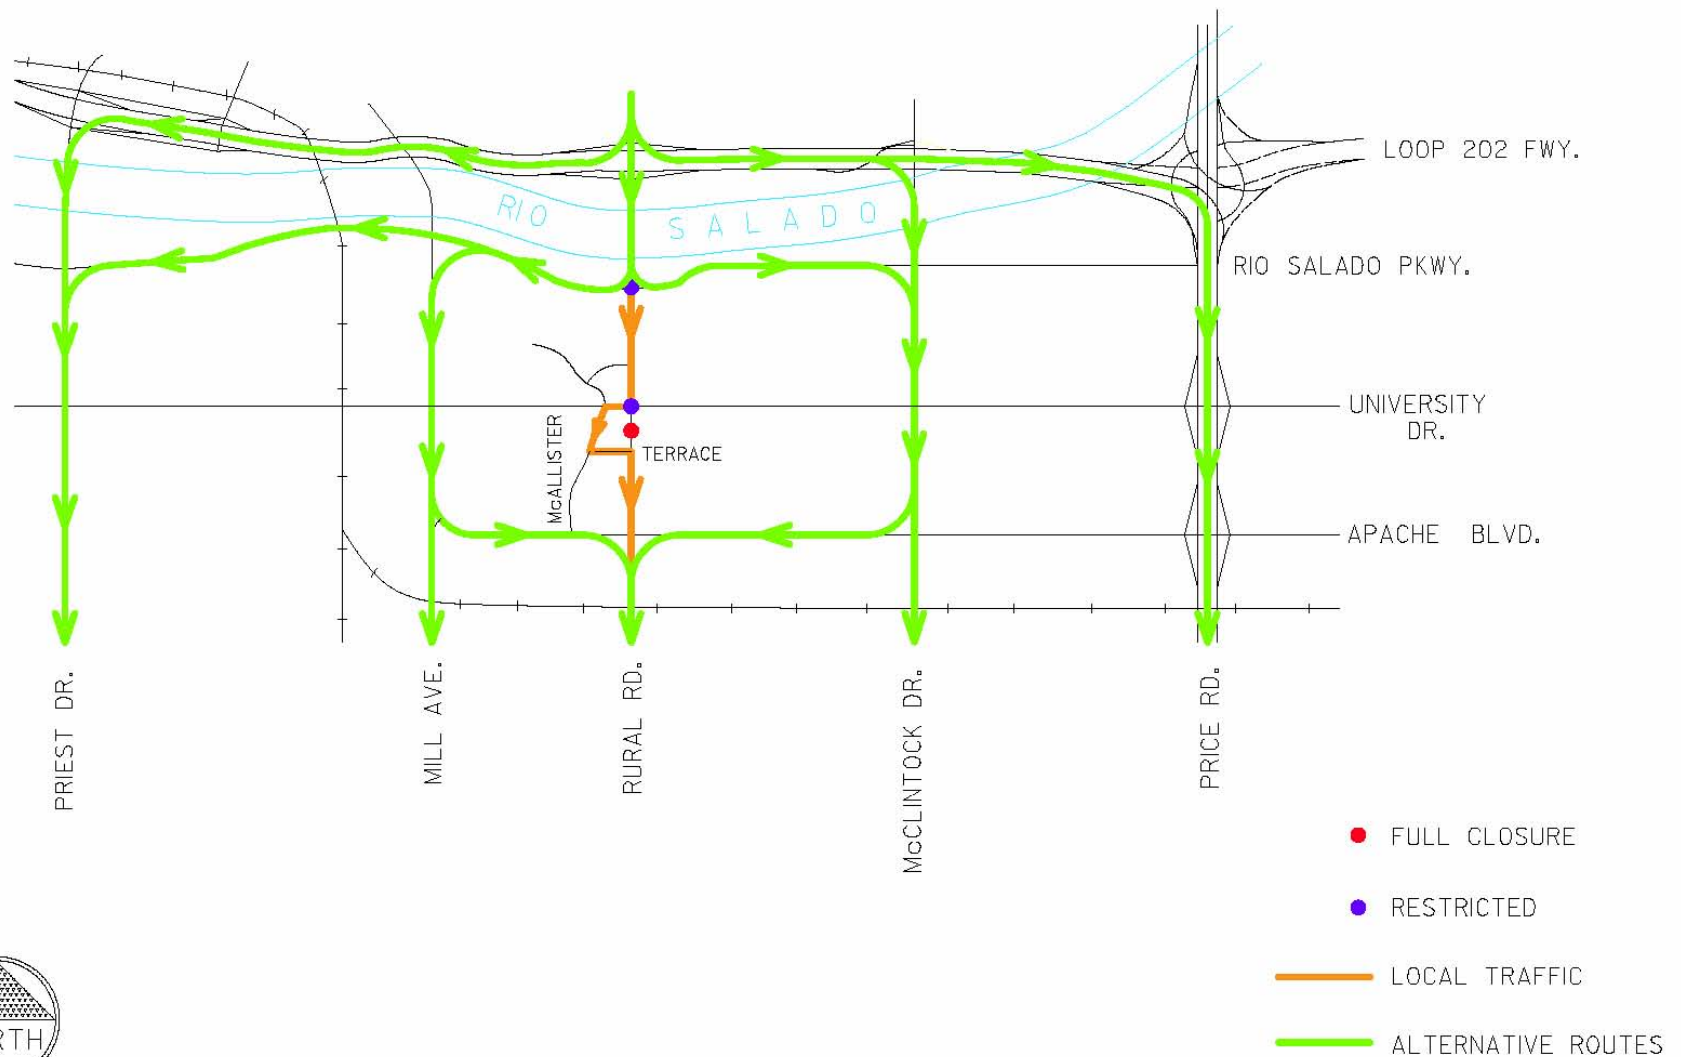 LOOP 202 FWY.
RIO SALADO
RIO SALADO PKWY.
UNIVERSITY
DR.
McALLISTER
TERRACE
APACHE BLVD.
PRIEST DR.
MILL AVE.
RURAL RD.
McCLINTOCK DR.
PRICE RD.
FULL CLOSURE
RESTRICTED
LOCAL TRAFFIC
RTH
ALTERNATIVE ROUTES